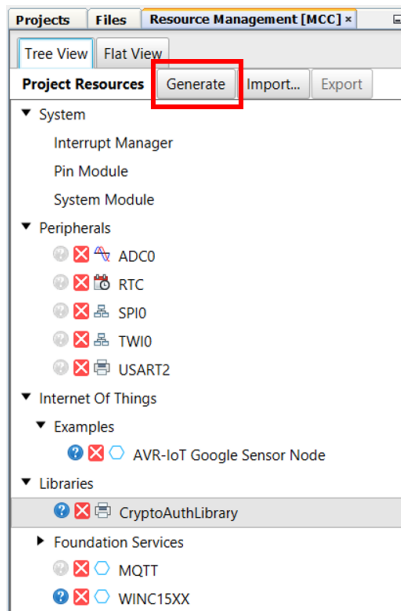 Projects Files Resource Management [MCC] ×
Tree View Flat View
Project Resources Generate Import... Export
System
Interrupt Manager
Pin Module
System Module
Peripherals
ADC0
RTC
SPI0
TWI0
USART2
Internet Of Things
Examples
AVR-IoT Google Sensor Node
Libraries
CryptoAuthLibrary
Foundation Services
MQTT
WINC15XX